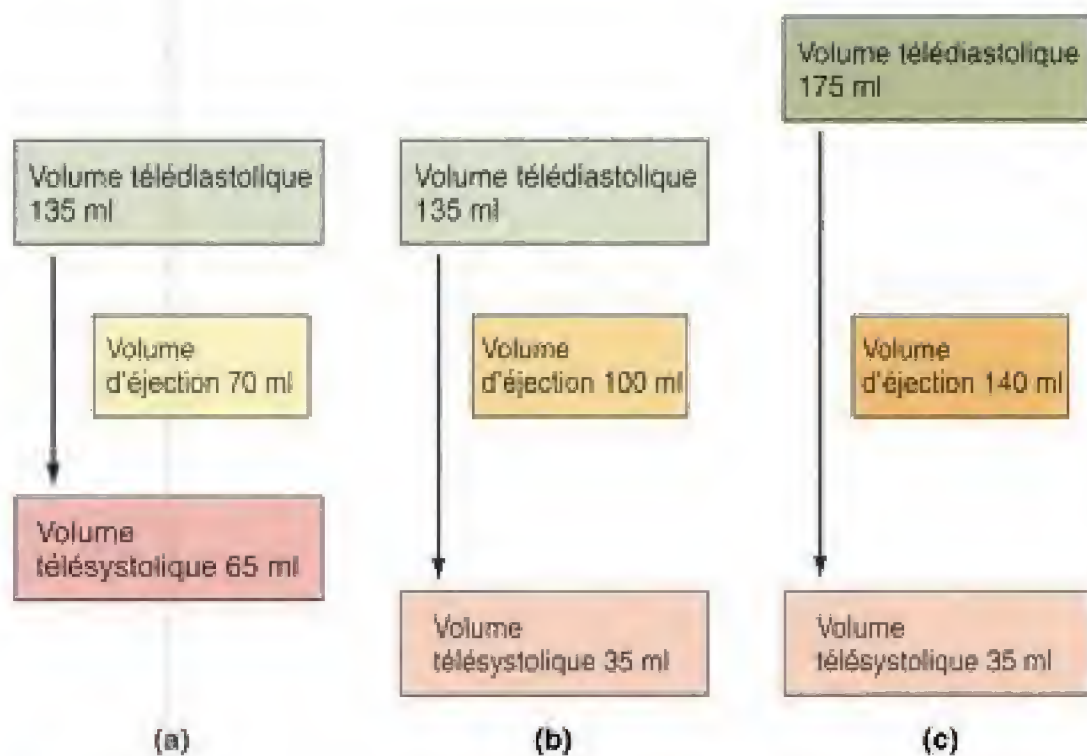 Volume télédiastolique
135 ml
Volume
d'éjection 70 ml
Volume
télésystolique 65 ml
(a)
Volume télédiastolique
135 ml
Volume
d'éjection 100 ml
Volume
télésystolique 35 ml
(b)
Volume télédiastolique
175 ml
Volume
d'éjection 140 ml
Volume
télésystolique 35 ml
(c)